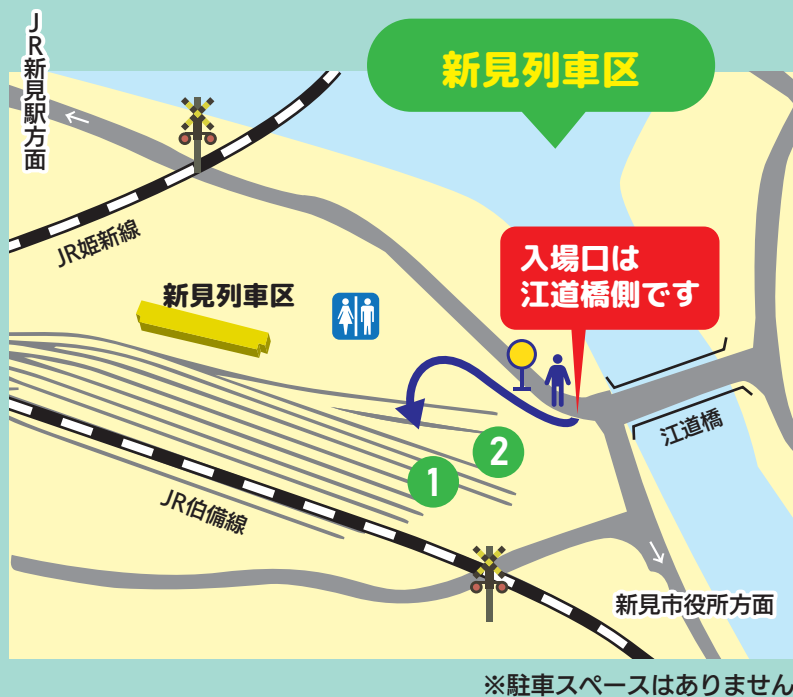 JR新見駅方面
新見列車区
JR姫新線
入場口は
江道橋側です
新見列車区
江道橋
2
1
JR伯備線
新見市役所方面
※駐車スペースはありません